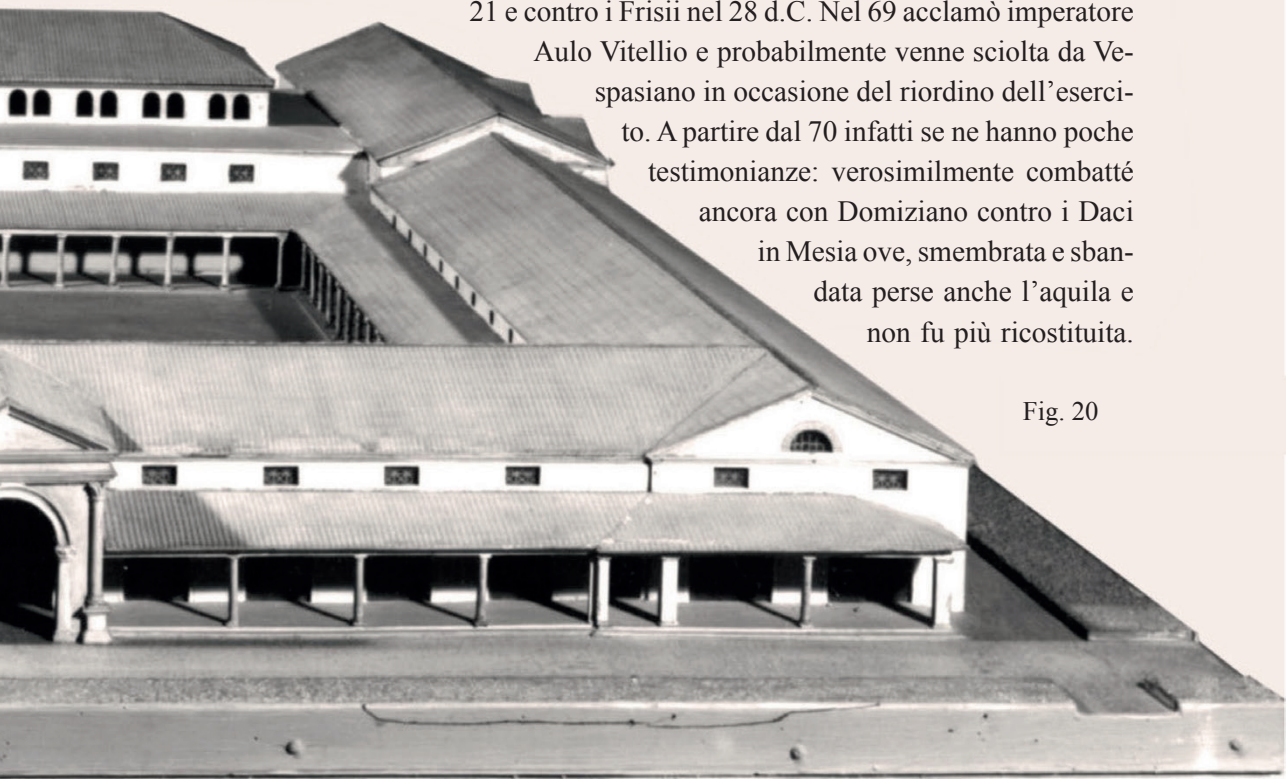 21 e contro i Frisii nel 28 d.C. Nel 69 acclamò imperatore
Aulo Vitellio e probabilmente venne sciolta da Ve-
spasiano in occasione del riordino dell’eserci-
to. A partire dal 70 infatti se ne hanno poche
testimonianze: verosimilmente combatté
ancora con Domiziano contro i Daci
in Mesia ove, smembrata e sban-
data perse anche l’aquila e
non fu più ricostituita.
Fig. 20